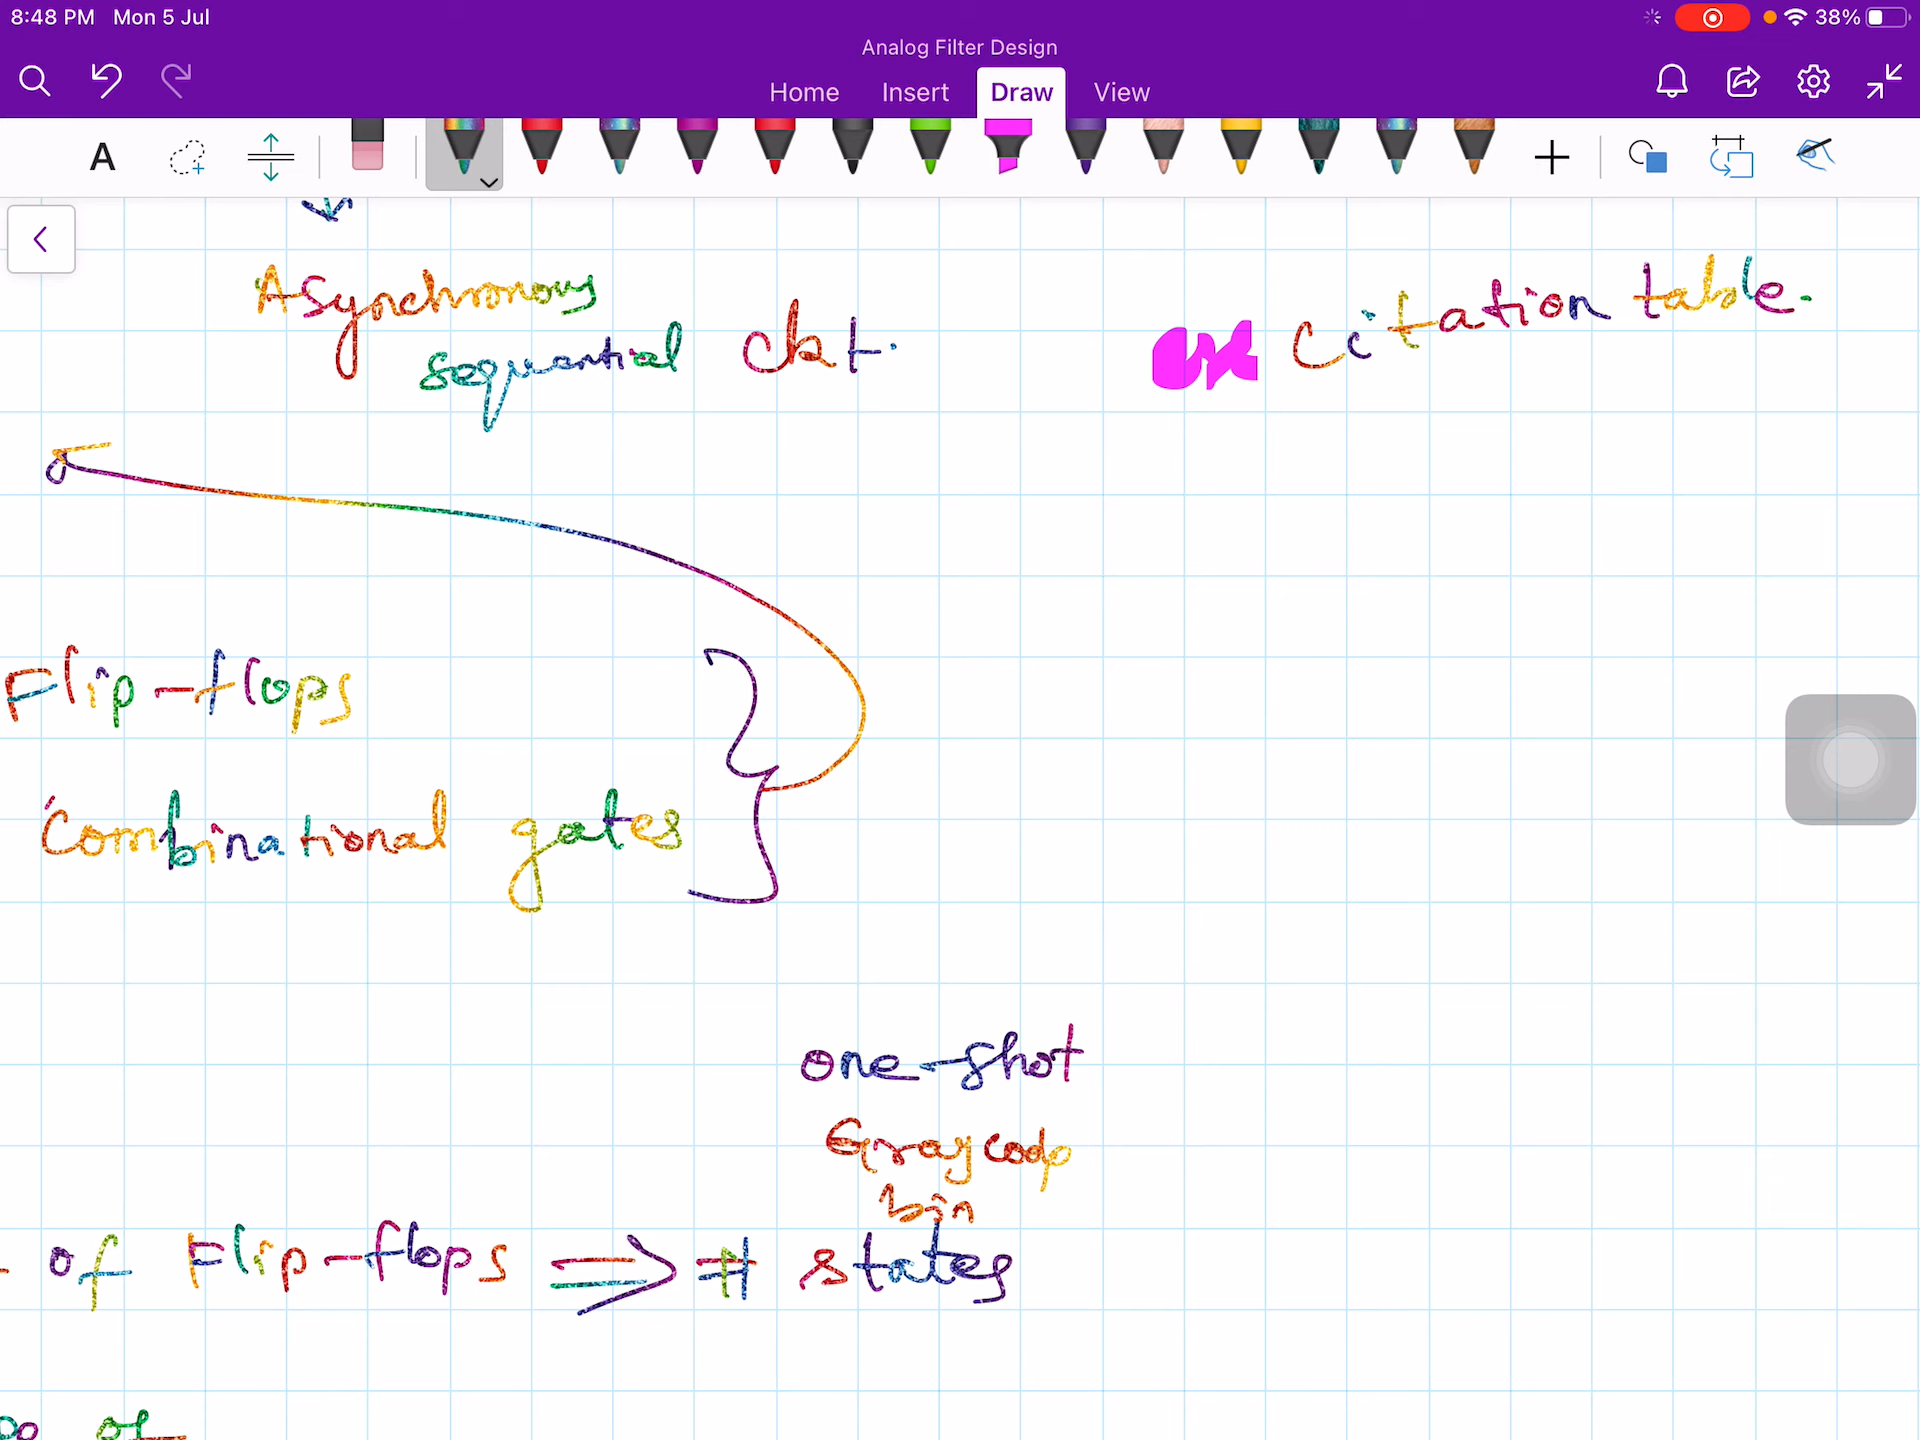 8:48 PM Mon 5 Jul 38%
Analog Filter Design
Home Insert Draw View
A
Asynchronous
sequential ckt.
Citation table.
Flip-flops
Combinational gates
one-shot
Gray code
bin
of Flip-flops ⇒ # states
of